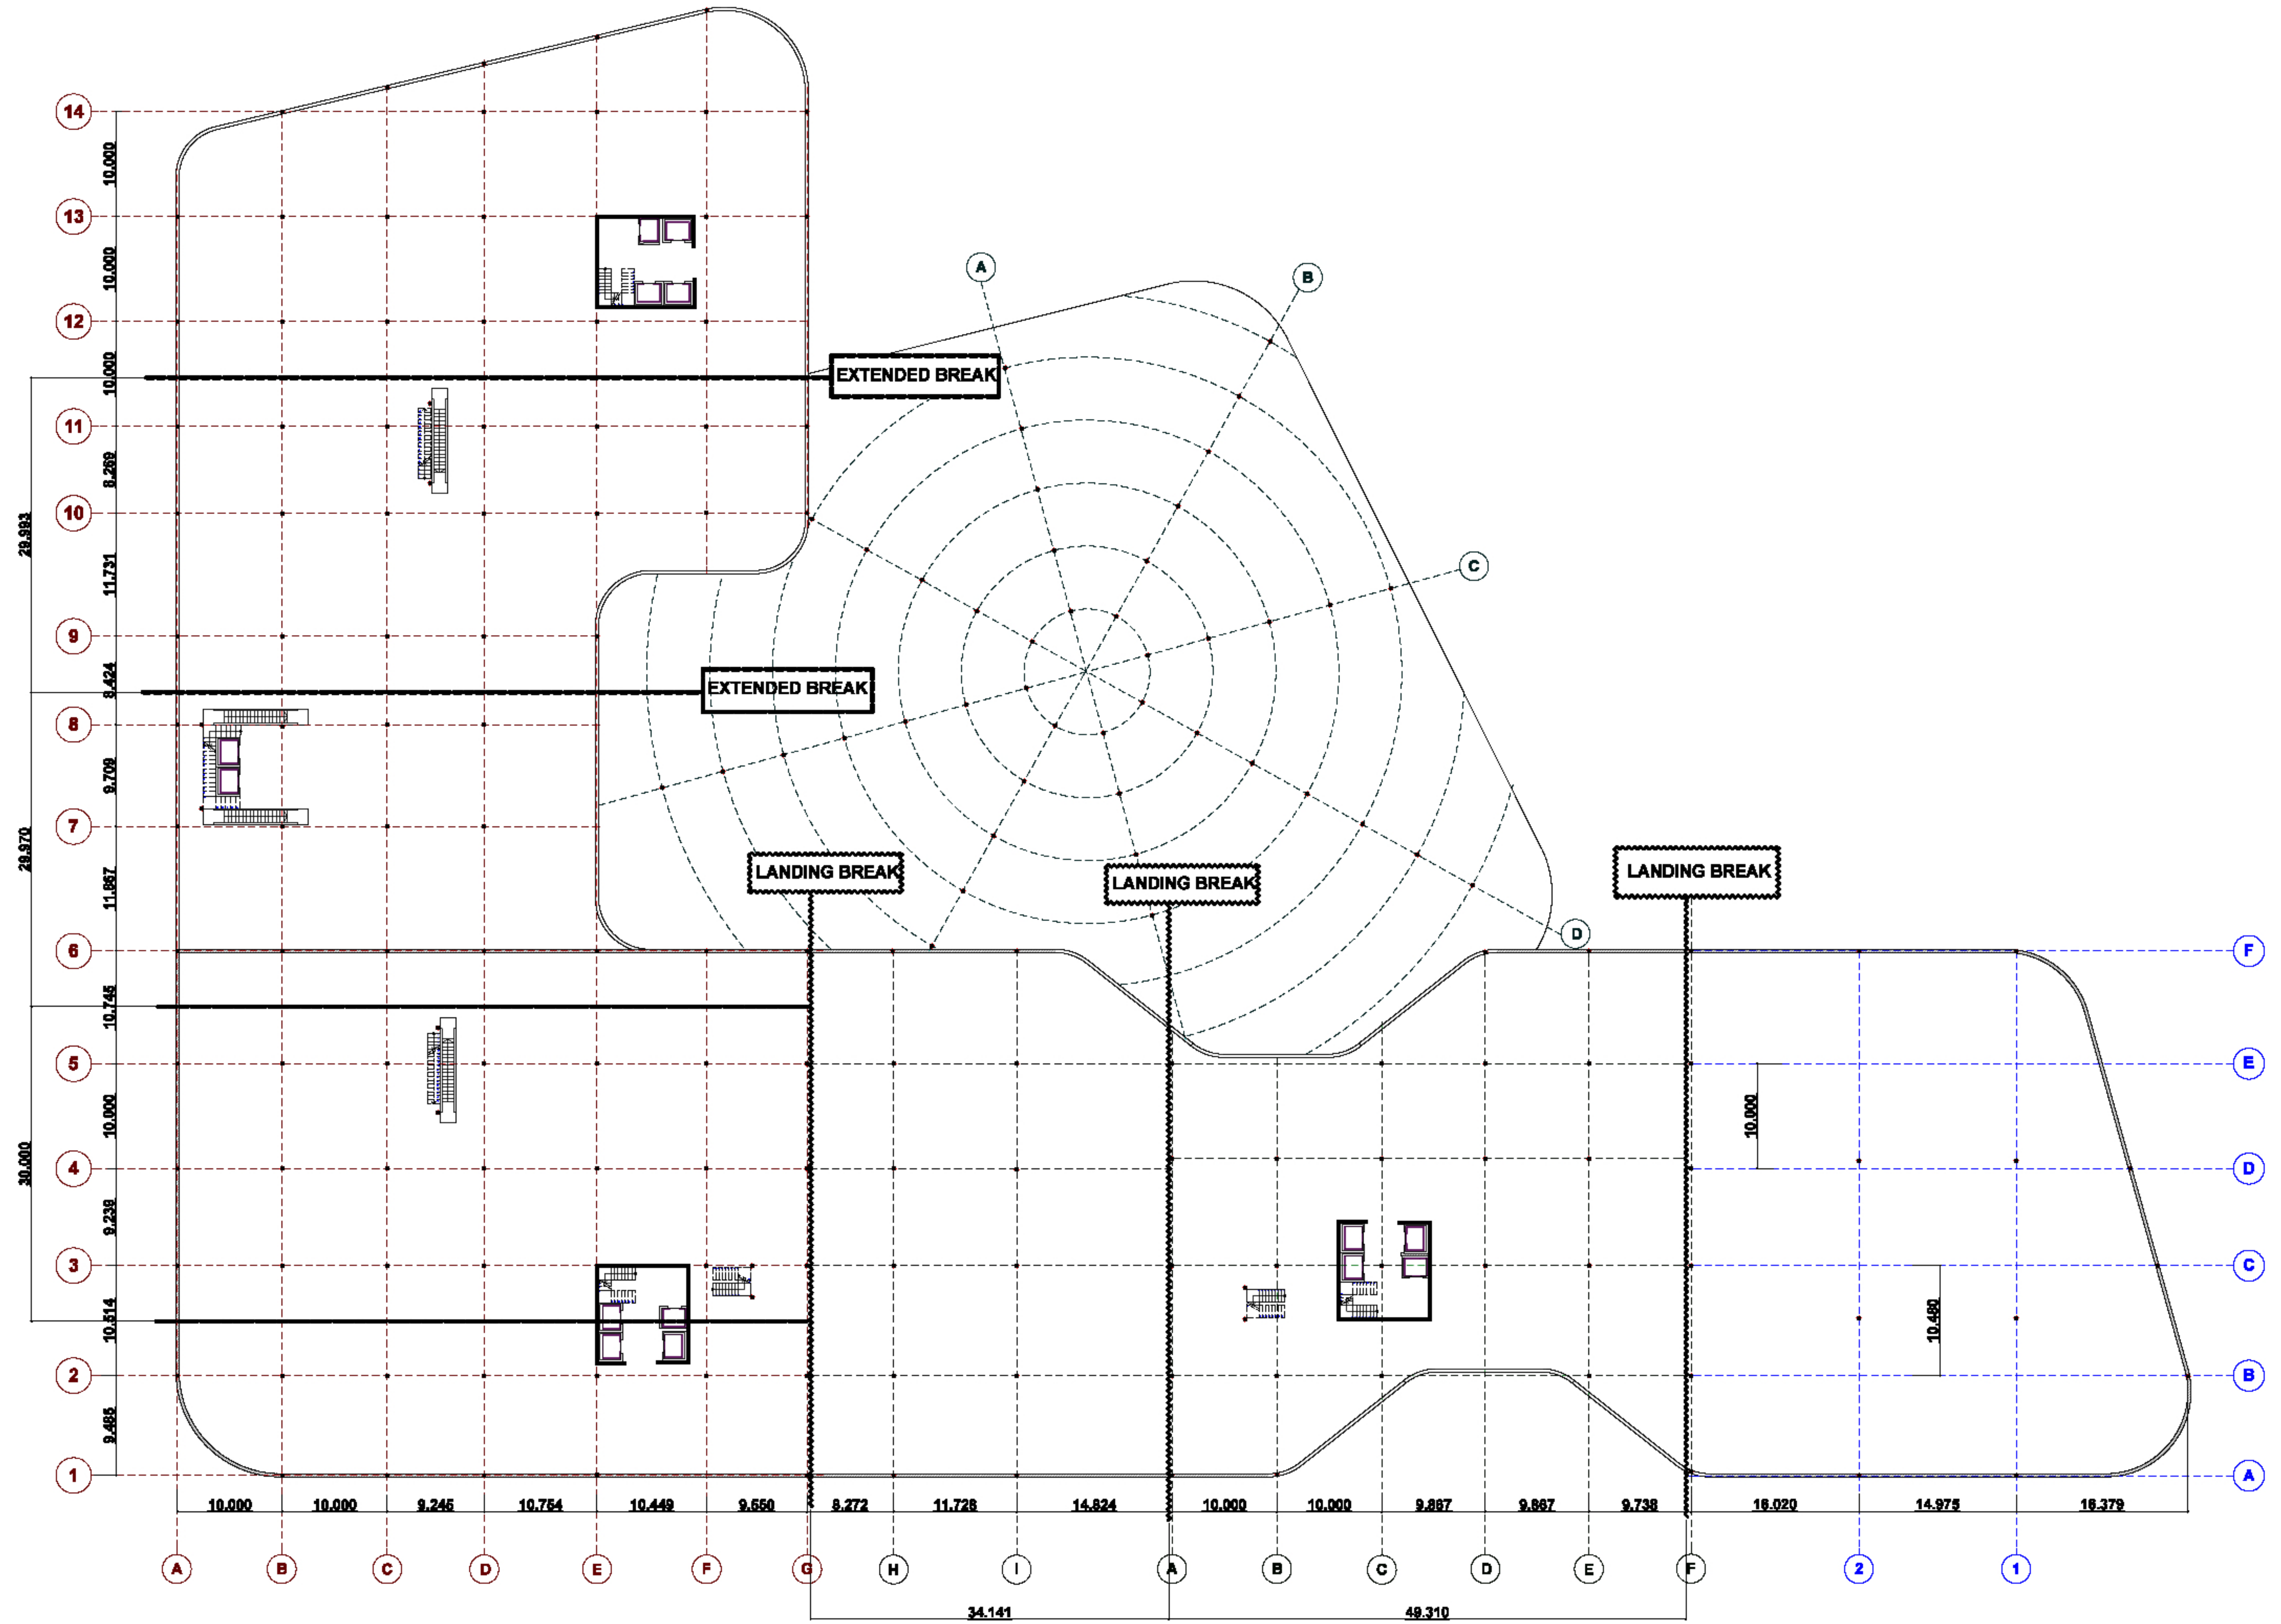 14
10.000
13
A
B
10.000
12
10.000
EXTENDED BREAK
11
8.269
10
29.993
C
11.731
9
8.424
EXTENDED BREAK
8
9.709
7
29.970
11.867
LANDING BREAK
LANDING BREAK
LANDING BREAK
D
6
F
10.745
5
E
10.000
10.000
4
D
30.000
9.239
3
C
10.514
10.480
2
B
9.485
1
A
10.000 10.000 9.246 10.754 10.449 9.550 8.272 11.728 14.824 10.000 10.000 9.867 9.867 9.738 16.020 14.975 16.379
A B C D E F G H I A B C D E F 2 1
34.141 49.310